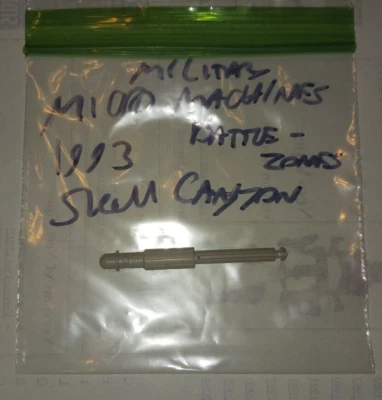 MILITARY
MICRO MACHINES
1993 BATTLE-
ZONES
Skull CANYON